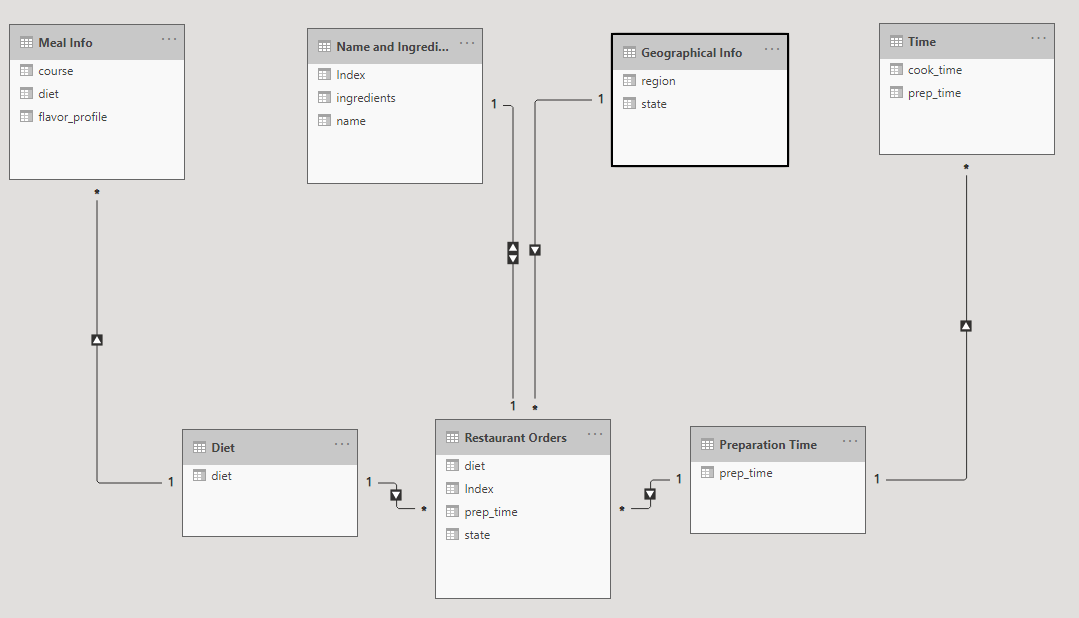 Meal Info ...
course
diet
flavor_profile
Name and Ingredi... ...
Index
ingredients
name
Geographical Info ...
region
state
Time ...
cook_time
prep_time
1
1
*
*
1
*
Diet ...
diet
1
1
*
Restaurant Orders ...
diet
Index
prep_time
state
*
1
Preparation Time ...
prep_time
1